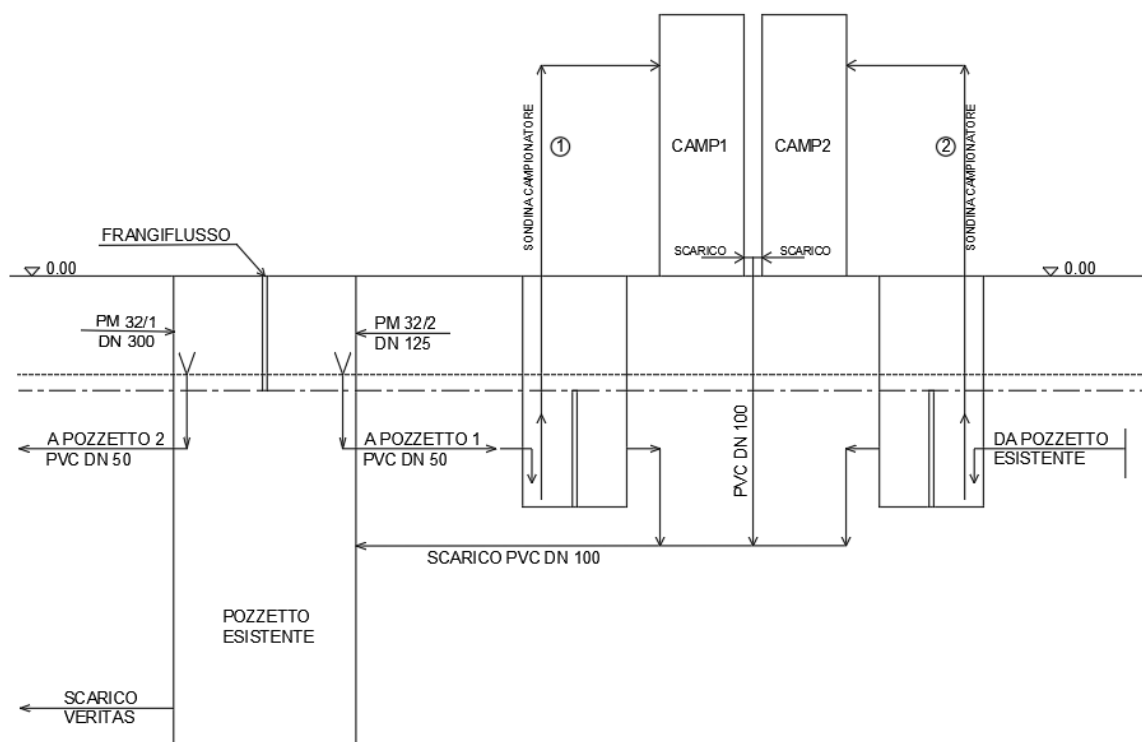 SONDINA CAMPIONATORE
1
CAMP1
CAMP2
2
SONDINA CAMPIONATORE
FRANGIFLUSSO
SCARICO
SCARICO
0.00
0.00
PM 32/1
DN 300
PM 32/2
DN 125
A POZZETTO 2
PVC DN 50
A POZZETTO 1
PVC DN 50
PVC DN 100
DA POZZETTO
ESISTENTE
SCARICO PVC DN 100
POZZETTO
ESISTENTE
SCARICO
VERITAS